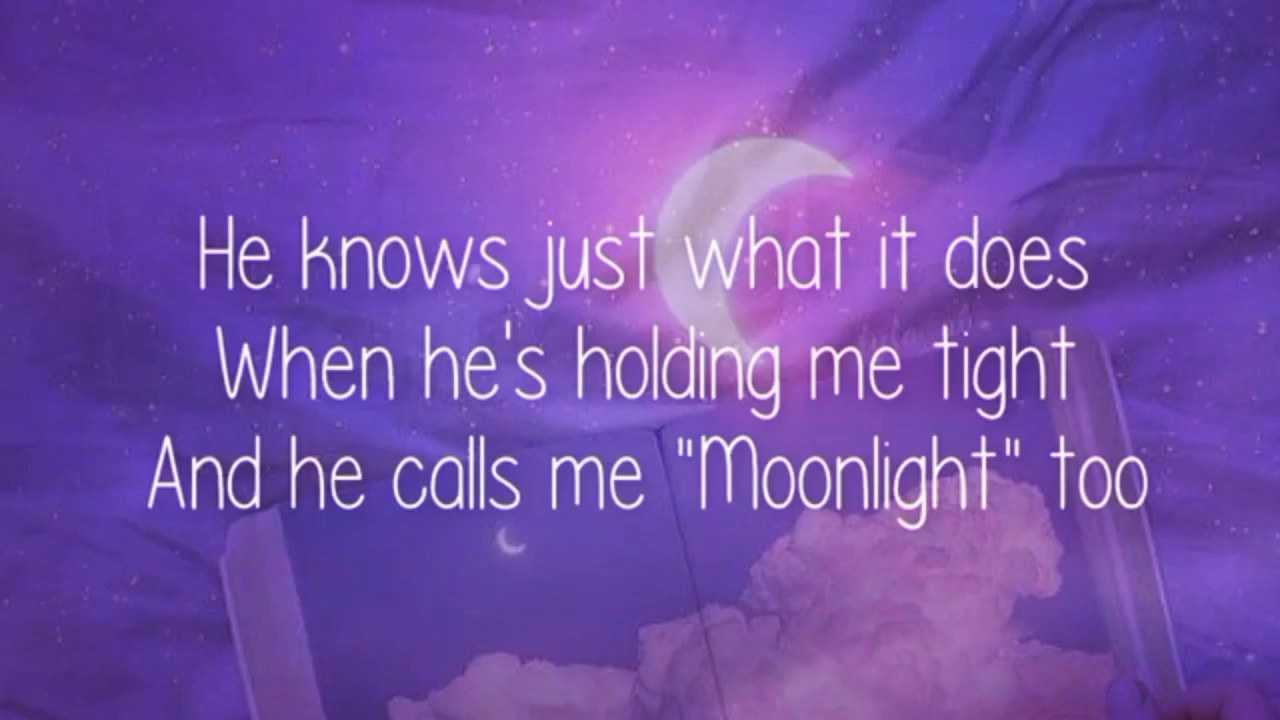 He knows just what it does
When he's holding me tight
And he calls me "Moonlight" too